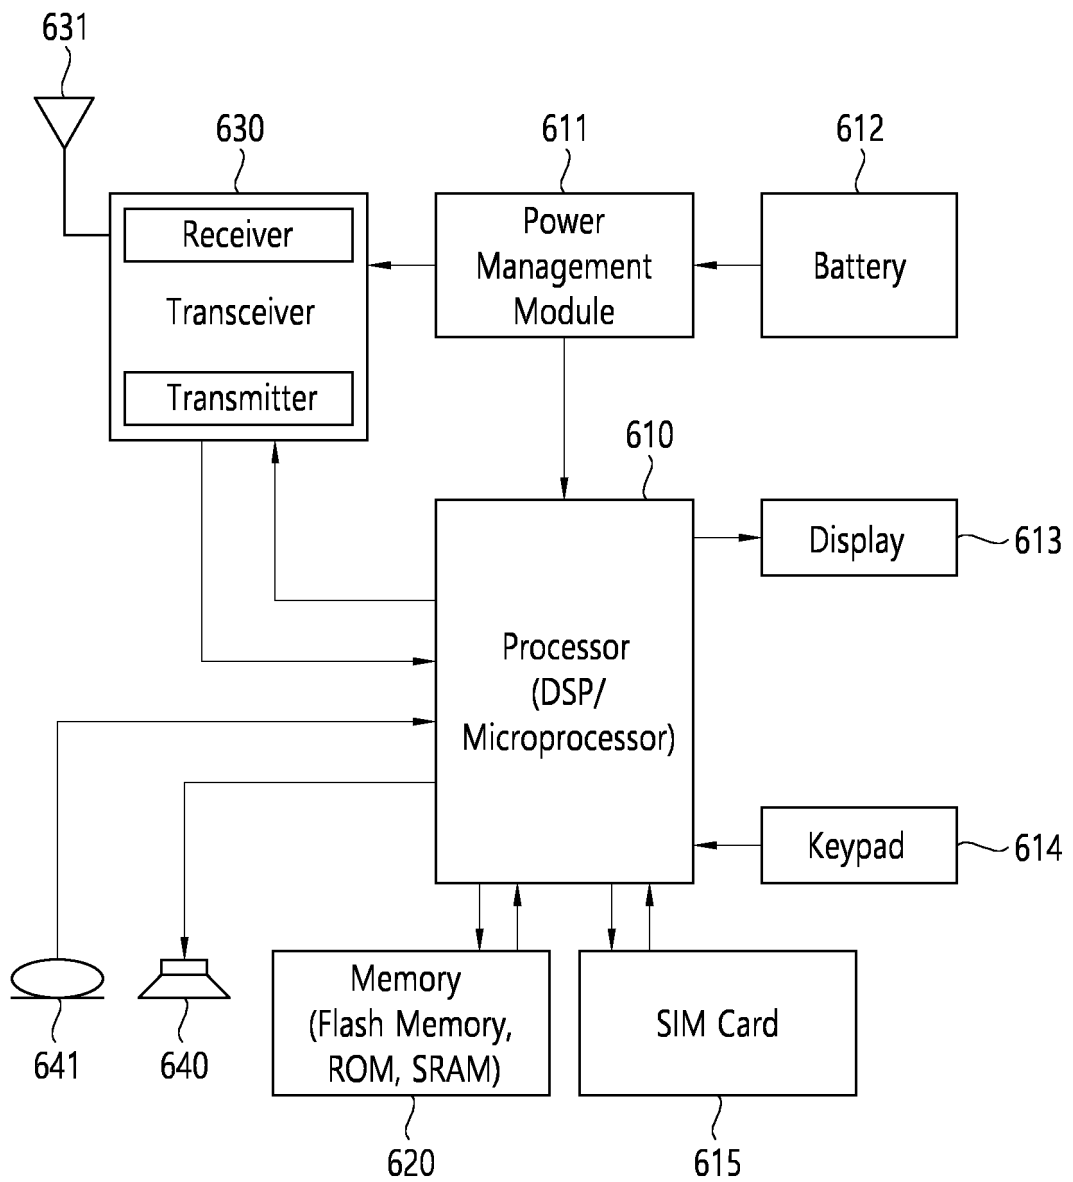 631
630
611
612
Receiver
Transceiver
Transmitter
Power
Management
Module
Battery
610
Display
613
Processor
(DSP/
Microprocessor)
Keypad
614
641
640
Memory
(Flash Memory,
ROM, SRAM)
SIM Card
620
615